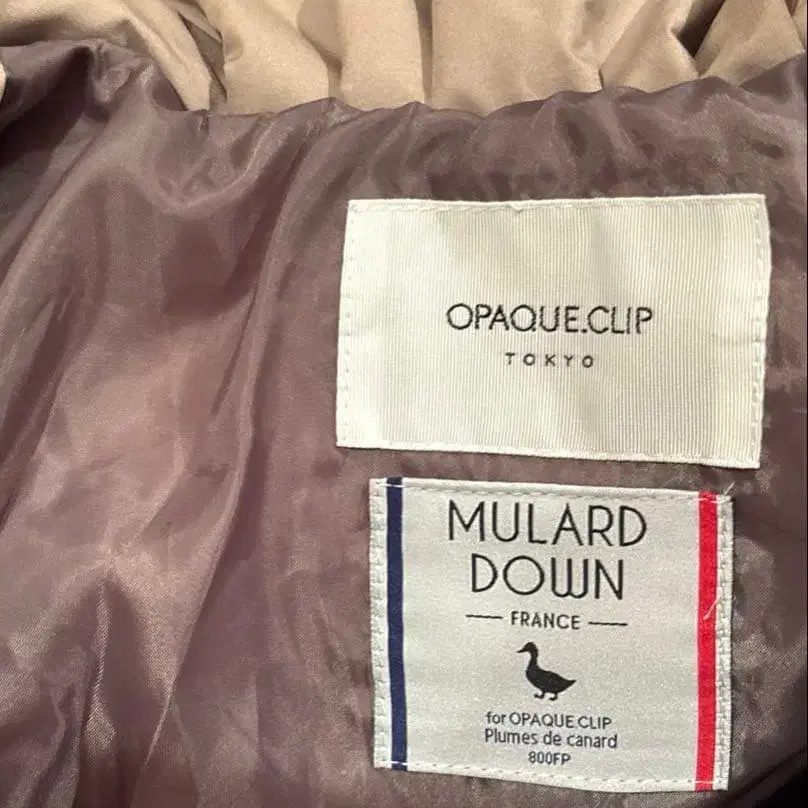 OPAQUE.CLIP
TOKYO
MULARD
DOWN
FRANCE
for OPAQUE.CLIP
Plumes de canard
800FP